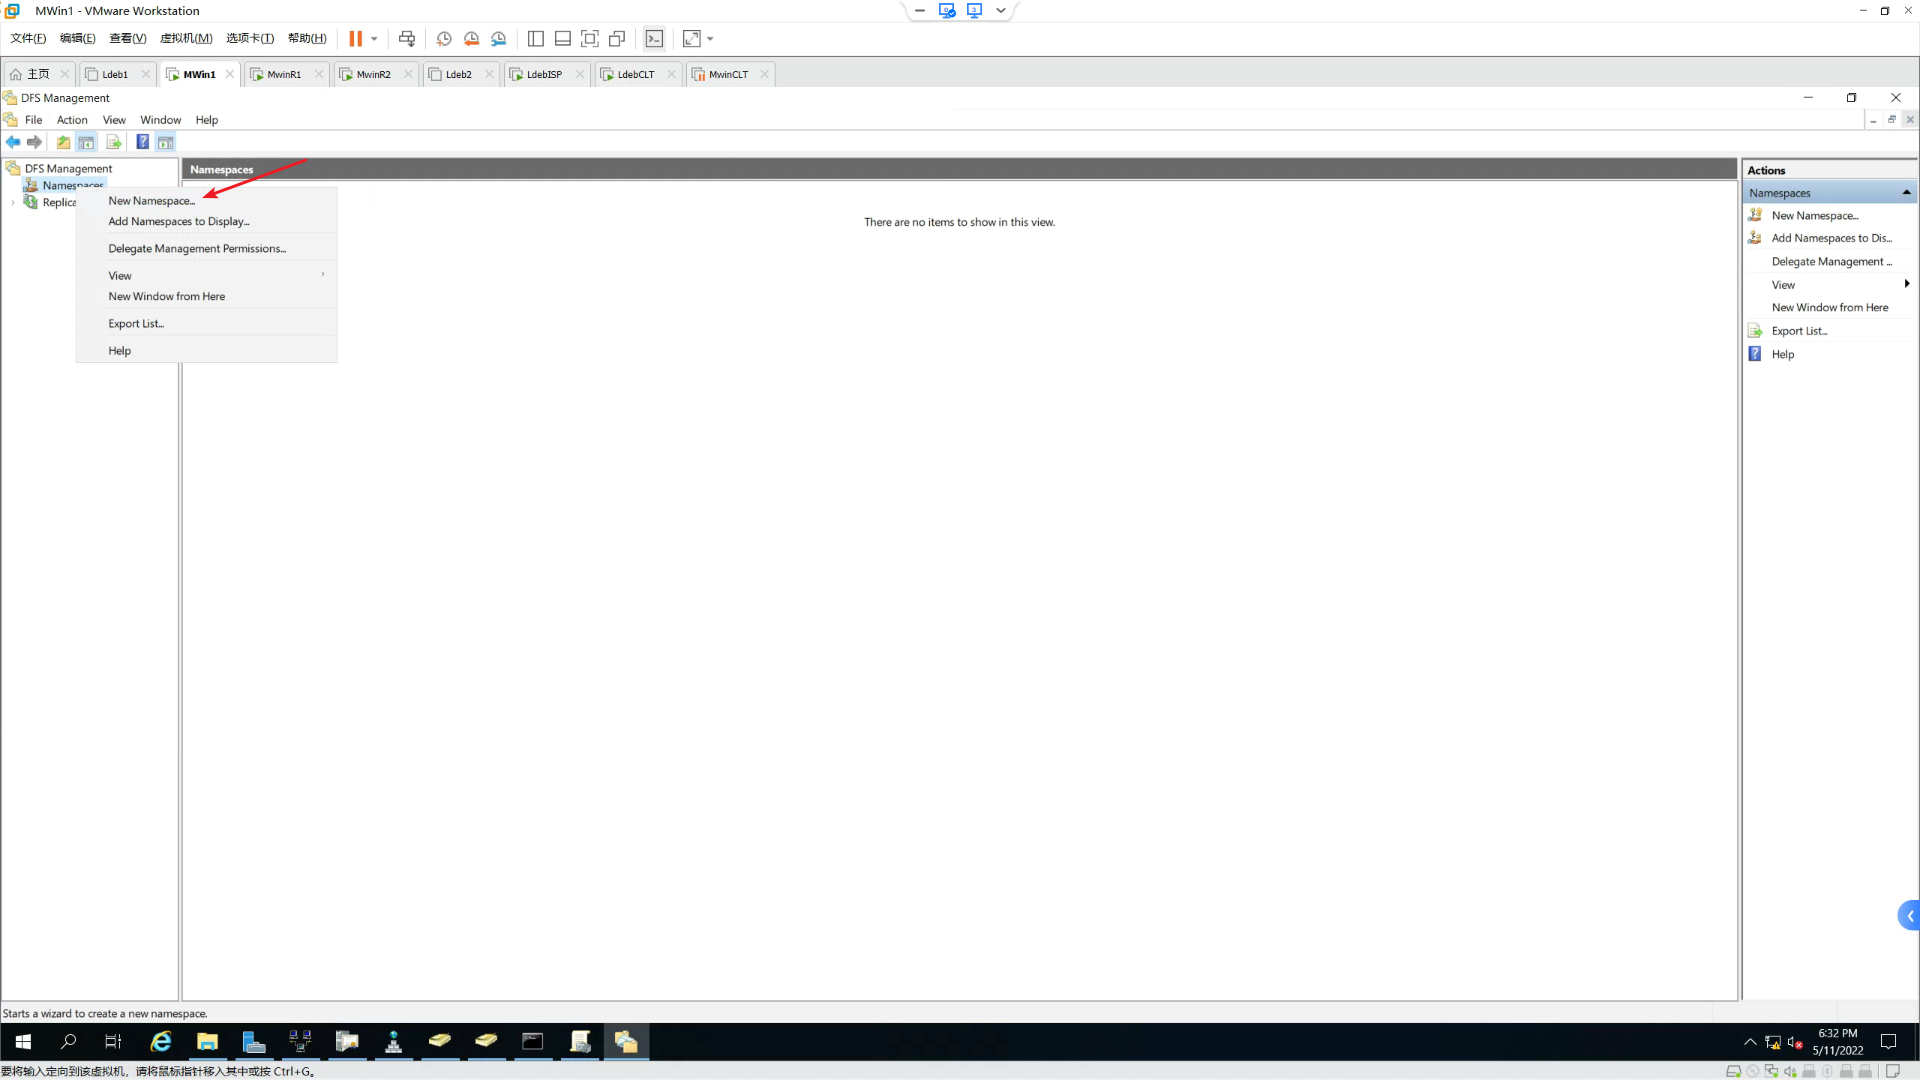 MWin1 - VMware Workstation
文件(F) 编辑(E) 查看(V) 虚拟机(M) 选项卡(T) 帮助(H)
主页 Ldeb1 MWin1 MwinR1 MwinR2 Ldeb2 LdebISP LdebCLT MwinCLT
DFS Management
File Action View Window Help
DFS Management
Namespaces
Replica
New Namespace...
Add Namespaces to Display...
Delegate Management Permissions...
View
New Window from Here
Export List...
Help
Namespaces
There are no items to show in this view.
Actions
Namespaces
New Namespace...
Add Namespaces to Dis...
Delegate Management ...
View
New Window from Here
Export List...
Help
Starts a wizard to create a new namespace.
6:32 PM
5/11/2022
要将输入定向到该虚拟机，请将鼠标指针移入其中或按 Ctrl+G。